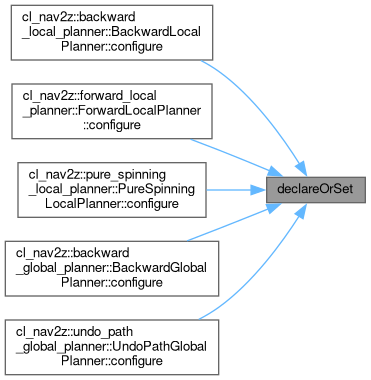 cl_nav2z::backward
_local_planner::BackwardLocal
Planner::configure
cl_nav2z::forward_local
_planner::ForwardLocalPlanner
::configure
cl_nav2z::pure_spinning
_local_planner::PureSpinning
LocalPlanner::configure
declareOrSet
cl_nav2z::backward
_global_planner::BackwardGlobal
Planner::configure
cl_nav2z::undo_path
_global_planner::UndoPathGlobal
Planner::configure